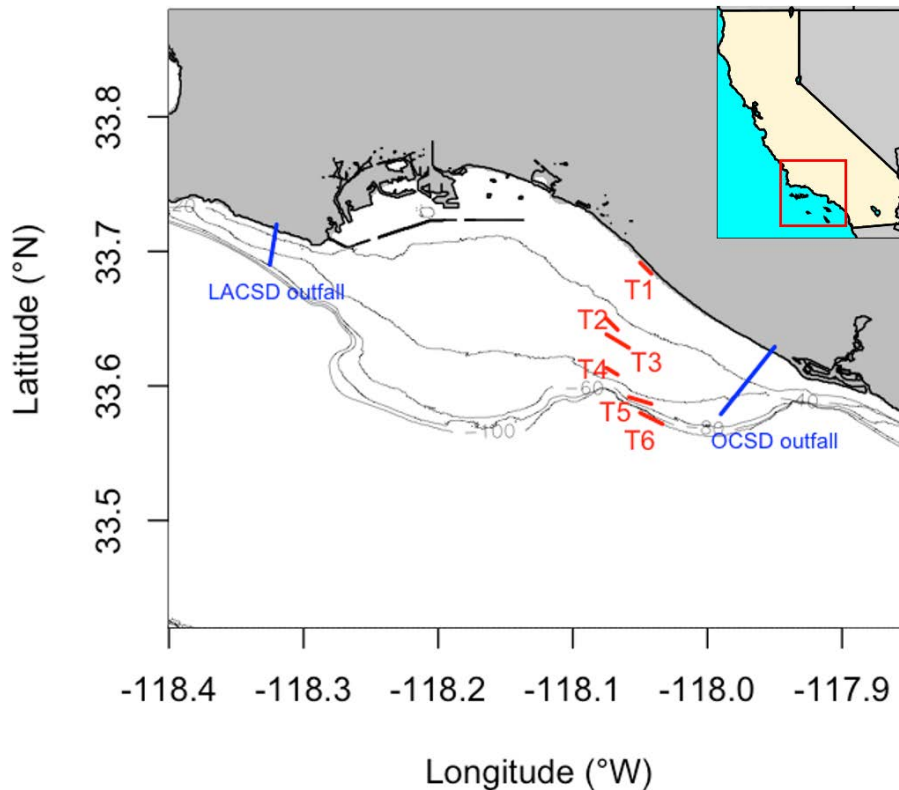 Latitude (°N)
33.8
33.7
33.6
33.5
LACSD outfall
T1
T2
T3
T4
-60
T5
-40
-80
OCSD outfall
-100
T6
-118.4
-118.3
-118.2
-118.1
-118.0
-117.9
Longitude (°W)